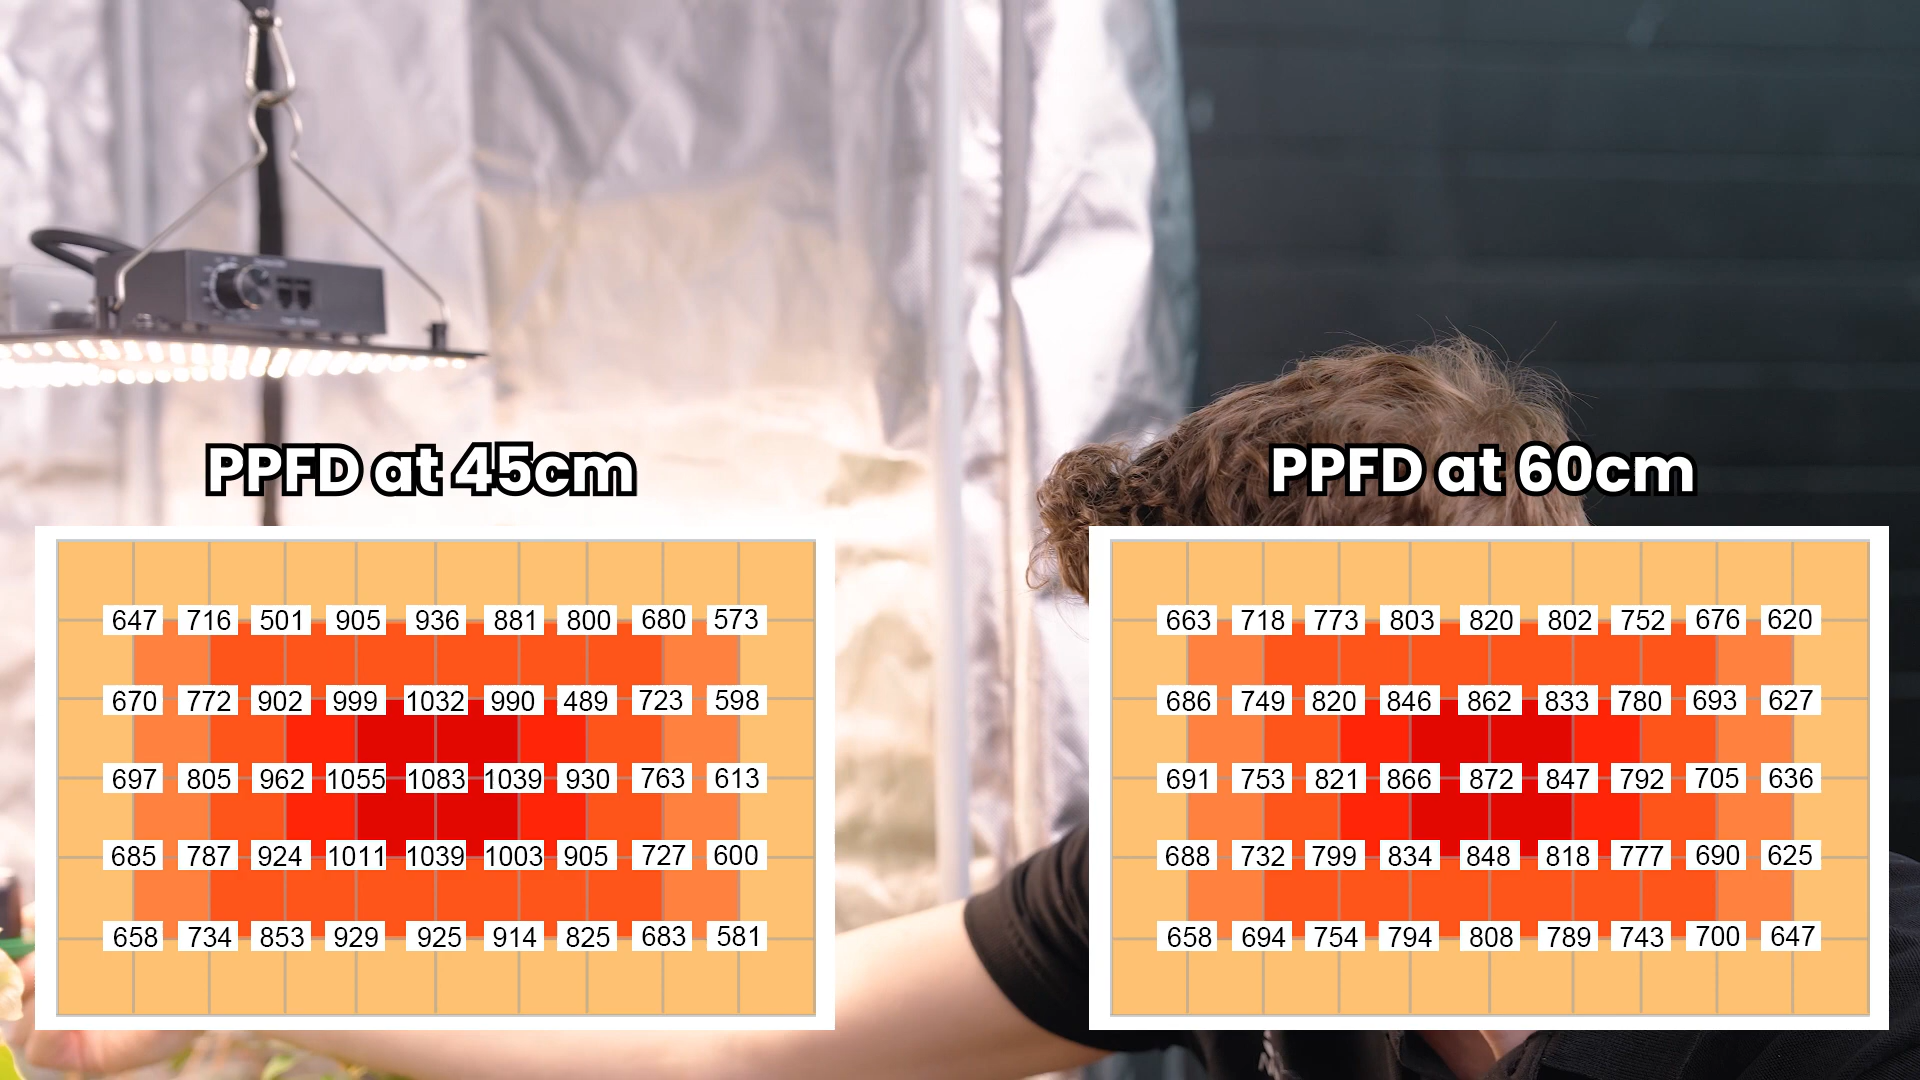 PPFD at 45cm
647 716 501 905 936 881 800 680 573
670 772 902 999 1032 990 489 723 598
697 805 962 1055 1083 1039 930 763 613
685 787 924 1011 1039 1003 905 727 600
658 734 853 929 925 914 825 683 581
PPFD at 60cm
663 718 773 803 820 802 752 676 620
686 749 820 846 862 833 780 693 627
691 753 821 866 872 847 792 705 636
688 732 799 834 848 818 777 690 625
658 694 754 794 808 789 743 700 647